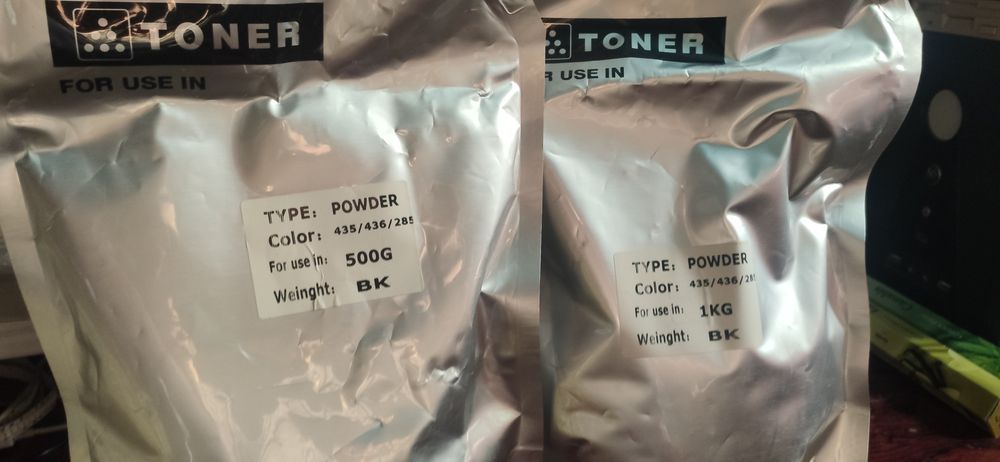 TONER
FOR USE IN
TYPE: POWDER
Color: 435/436/285
For use in: 500G
Weinght: BK
TONER
R USE IN
TYPE: POWDER
Color: 435/436/285
For use in: 1KG
Weinght: BK